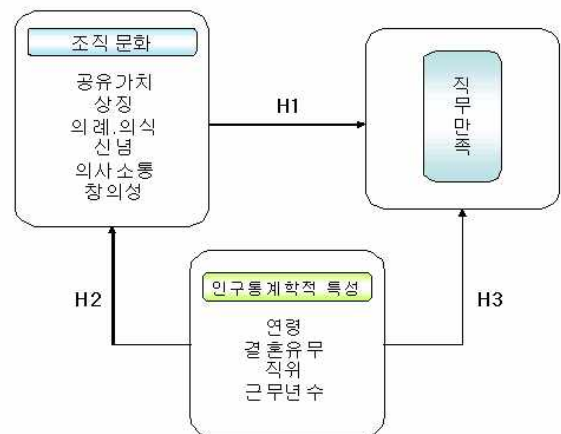 조직 문화
공유가치
상징
의례.의식
신념
의사소통
창의성
H1
직
무
만
족
H2
인구통계학적 특성
연령
결혼유무
직위
근무년수
H3